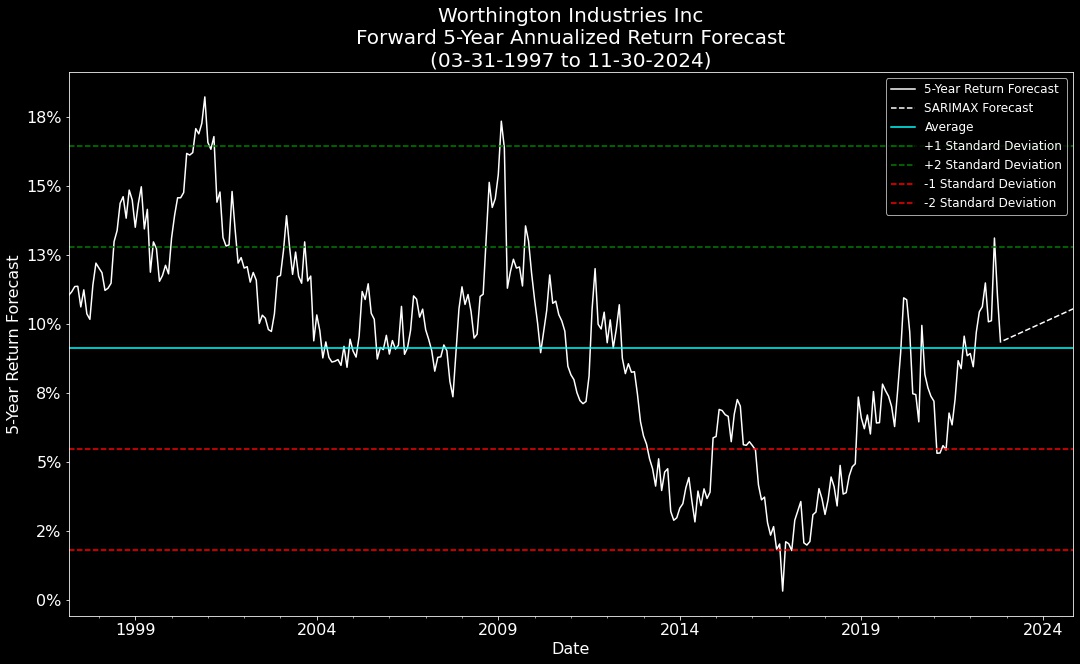 Worthington Industries Inc
Forward 5-Year Annualized Return Forecast
(03-31-1997 to 11-30-2024)
5-Year Return Forecast
SARIMAX Forecast
Average
+1 Standard Deviation
+2 Standard Deviation
-1 Standard Deviation
-2 Standard Deviation
5-Year Return Forecast
18%
15%
13%
10%
8%
5%
2%
0%
1999
2004
2009
2014
2019
2024
Date